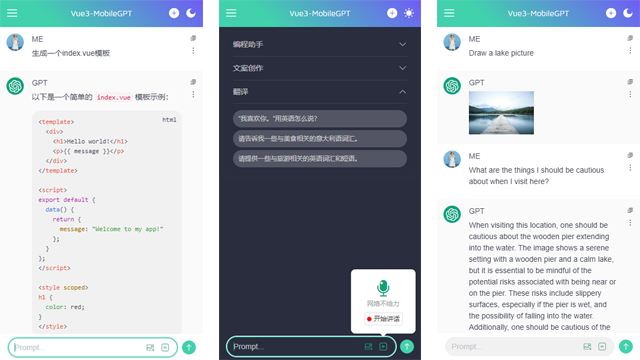 Vue3-MobileGPT
ME
生成一个index.vue模板
GPT
以下是一个简单的 index.vue 模板示例：
html
<template>
<div>
<h1>Hello world!</h1>
<p>{{ message }}</p>
</div>
</template>
<script>
export default {
data() {
return {
message: "Welcome to my app!"
};
}
};
</script>
<style scoped>
h1 {
color: red;
}
</style>
Prompt...
Vue3-MobileGPT
编程助手
文案创作
翻译
"我喜欢你。"用英语怎么说?
请告诉我一些与美食相关的意大利语词汇。
请提供一些与旅游相关的英语词汇和短语。
网络不给力
开始讲话
Prompt...
Vue3-MobileGPT
ME
Draw a lake picture
GPT
ME
What are the things I should be cautious
about when I visit here?
GPT
When visiting this location, one should be
cautious about the wooden pier extending
into the water. The image shows a serene
setting with a wooden pier and a calm lake,
but it is essential to be mindful of the
potential risks associated with being near or
on the pier. These risks include slippery
surfaces, especially if the pier is wet, and
the possibility of falling into the water.
Additionally, one should be cautious of the
Prompt...